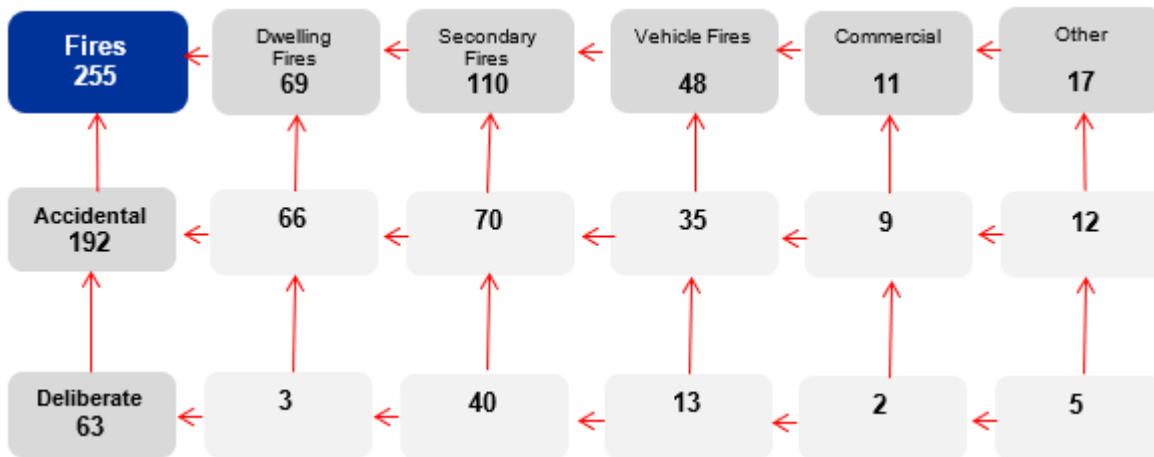 Fires
255
Dwelling
Fires
69
Secondary
Fires
110
Vehicle Fires
48
Commercial
11
Other
17
Accidental
192
66
70
35
9
12
Deliberate
63
3
40
13
2
5